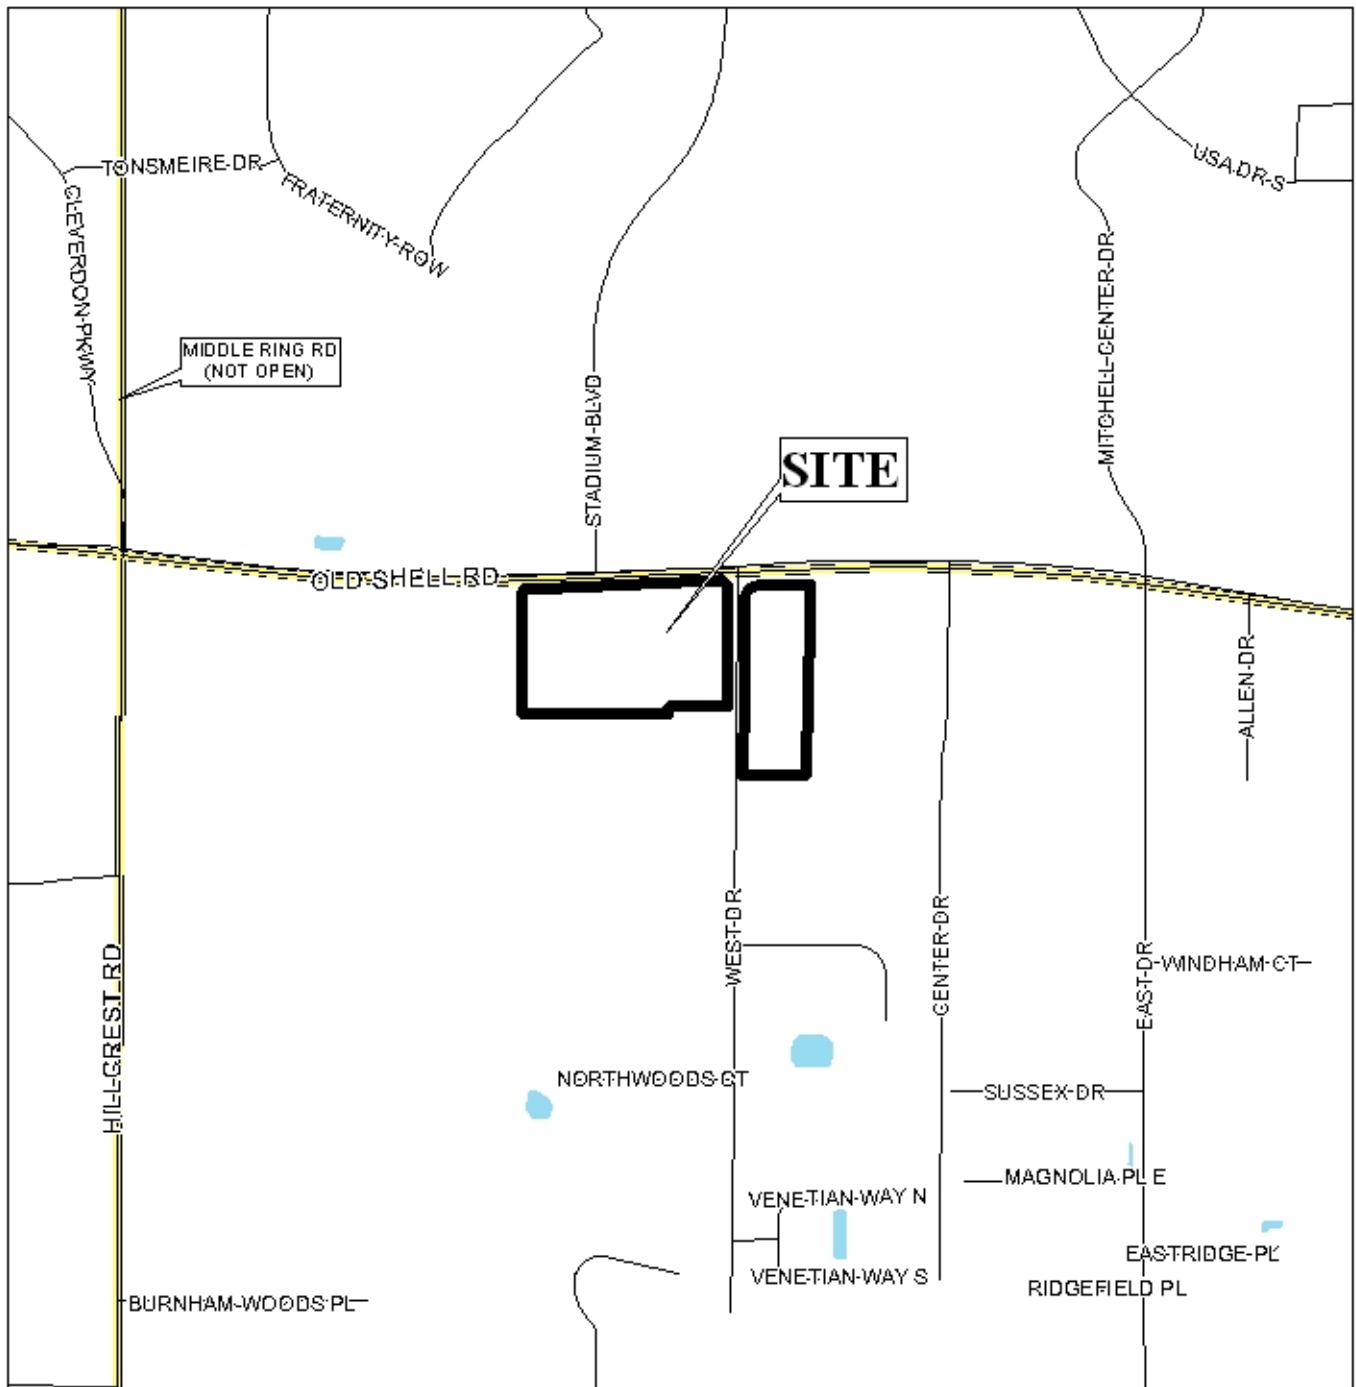 TONSMEIRE DR
USA DR S
FRATERNITY ROW
CLEVERDON PKWY
MITCHELL CENTER DR
MIDDLE RING RD
(NOT OPEN)
STADIUM BLVD
SITE
OLD SHELL RD
ALLEN DR
WEST DR
CENTER DR
EAST DR
WINDHAM CT
HILLCREST RD
NORTHWOODS CT
SUSSEX DR
MAGNOLIA PL E
VENETIAN WAY N
EASTRIDGE PL
VENETIAN WAY S
RIDGEFIELD PL
BURNHAM WOODS PL